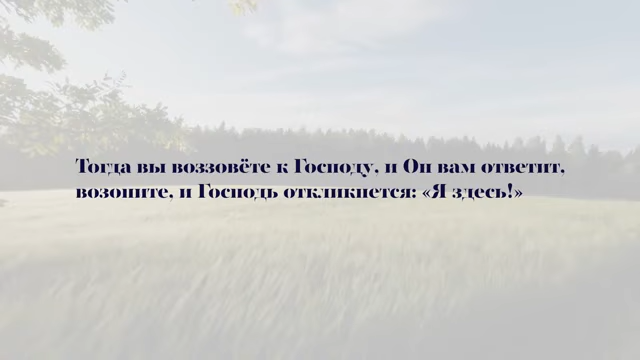 Тогда вы воззовёте к Господу, и Он вам ответит,
возопите, и Господь откликнется: «Я здесь!»